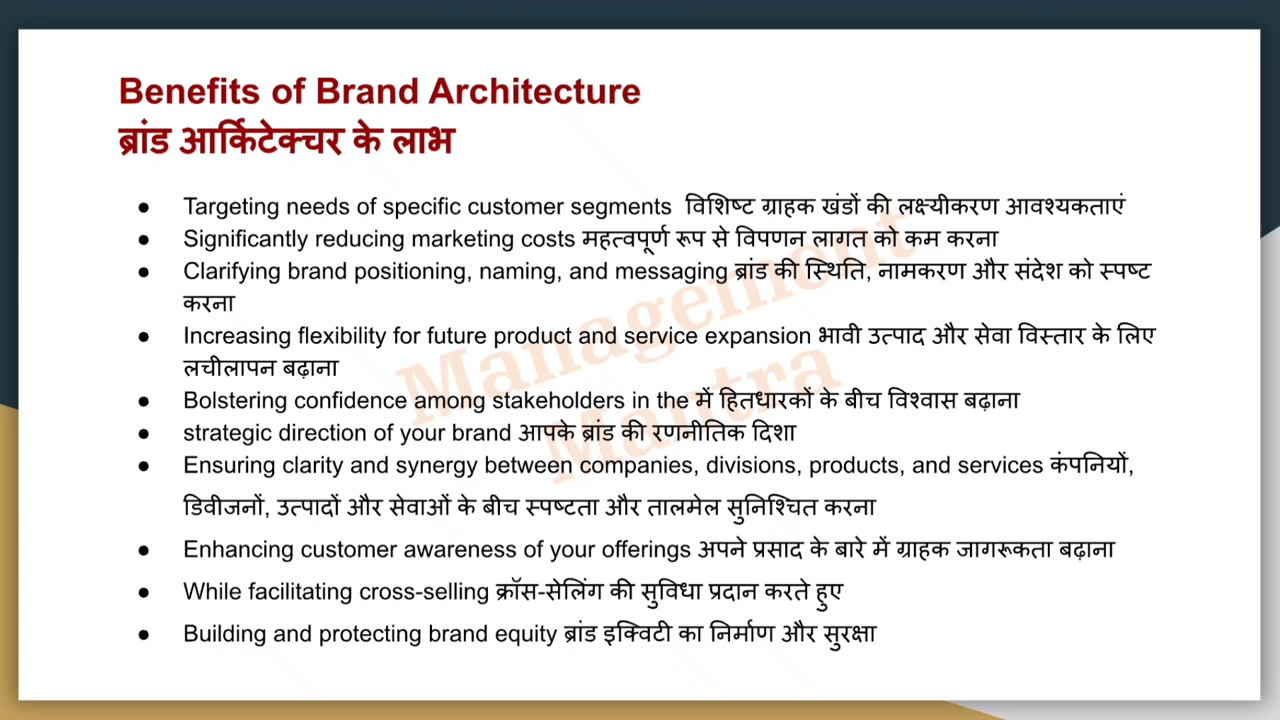 Benefits of Brand Architecture
ब्रांड आर्किटेक्चर के लाभ
● Targeting needs of specific customer segments विशिष्ट ग्राहक खंडों की लक्ष्यीकरण आवश्यकताएं
● Significantly reducing marketing costs महत्वपूर्ण रूप से विपणन लागत को कम करना
● Clarifying brand positioning, naming, and messaging ब्रांड की स्थिति, नामकरण और संदेश को स्पष्ट
करना
● Increasing flexibility for future product and service expansion भावी उत्पाद और सेवा विस्तार के लिए
लचीलापन बढ़ाना
● Bolstering confidence among stakeholders in the में हितधारकों के बीच विश्वास बढ़ाना
● strategic direction of your brand आपके ब्रांड की रणनीतिक दिशा
● Ensuring clarity and synergy between companies, divisions, products, and services कंपनियों,
डिवीजनों, उत्पादों और सेवाओं के बीच स्पष्टता और तालमेल सुनिश्चित करना
● Enhancing customer awareness of your offerings अपने प्रसाद के बारे में ग्राहक जागरूकता बढ़ाना
● While facilitating cross-selling क्रॉस-सेलिंग की सुविधा प्रदान करते हुए
● Building and protecting brand equity ब्रांड इक्विटी का निर्माण और सुरक्षा
Management
Mantra